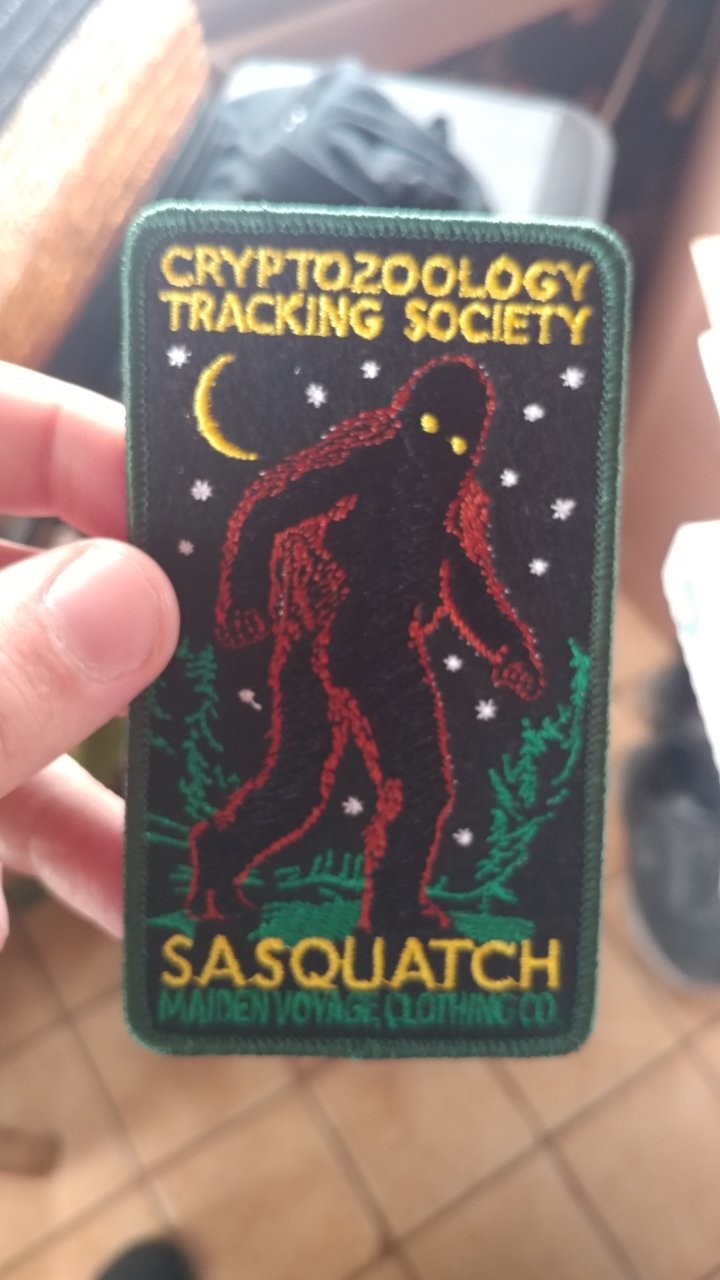 CRYPTOZOOLOGY
TRACKING SOCIETY
SASQUATCH
MAIDEN VOYAGE CLOTHING CO.